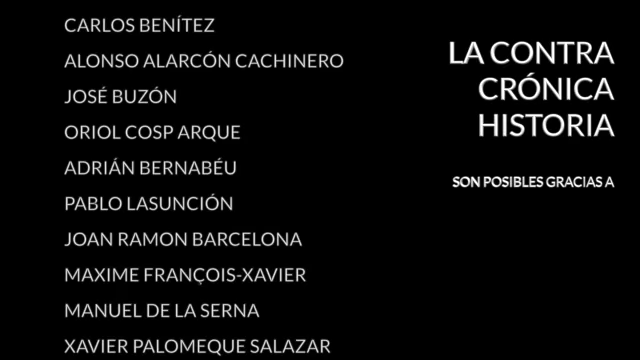 CARLOS BENÍTEZ
ALONSO ALARCÓN CACHINERO
JOSÉ BUZÓN
ORIOL COSP ARQUE
ADRIÁN BERNABÉU
PABLO LASUNCIÓN
JOAN RAMON BARCELONA
MAXIME FRANÇOIS-XAVIER
MANUEL DE LA SERNA
XAVIER PALOMEQUE SALAZAR
LA CONTRA
CRÓNICA
HISTORIA
SON POSIBLES GRACIAS A